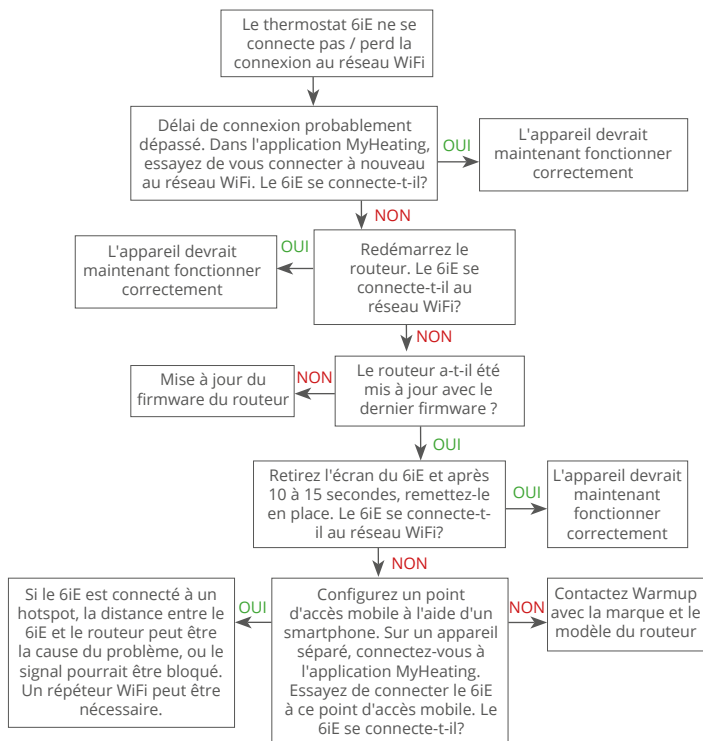 Le thermostat 6iE ne se
connecte pas / perd la
connexion au réseau WiFi
Délai de connexion probablement
dépassé. Dans l'application MyHeating,
essayez de vous connecter à nouveau
au réseau WiFi. Le 6iE se connecte-t-il?
OUI
L'appareil devrait
maintenant fonctionner
correctement
NON
Redémarrez le
routeur. Le 6iE se
connecte-t-il au
réseau WiFi?
OUI
L'appareil devrait
maintenant fonctionner
correctement
NON
Le routeur a-t-il été
mis à jour avec le
dernier firmware ?
NON
Mise à jour du
firmware du routeur
OUI
Retirez l'écran du 6iE et après
10 à 15 secondes, remettez-le
en place. Le 6iE se connecte-t-
il au réseau WiFi?
OUI
L'appareil devrait
maintenant
fonctionner
correctement
NON
Configurez un point
d'accès mobile à l'aide d'un
smartphone. Sur un appareil
séparé, connectez-vous à
l'application MyHeating.
Essayez de connecter le 6iE
à ce point d'accès mobile. Le
6iE se connecte-t-il?
OUI
Si le 6iE est connecté à un
hotspot, la distance entre le
6iE et le routeur peut être
la cause du problème, ou le
signal pourrait être bloqué.
Un répéteur WiFi peut être
nécessaire.
NON
Contactez Warmup
avec la marque et le
modèle du routeur